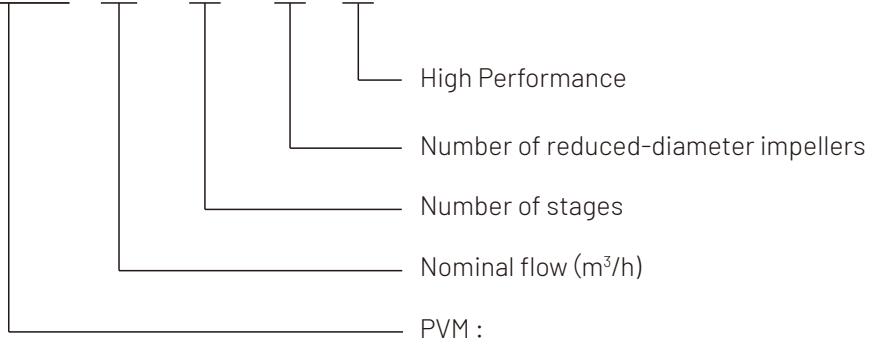 High Performance
Number of reduced-diameter impellers
Number of stages
Nominal flow (m³/h)
PVM :